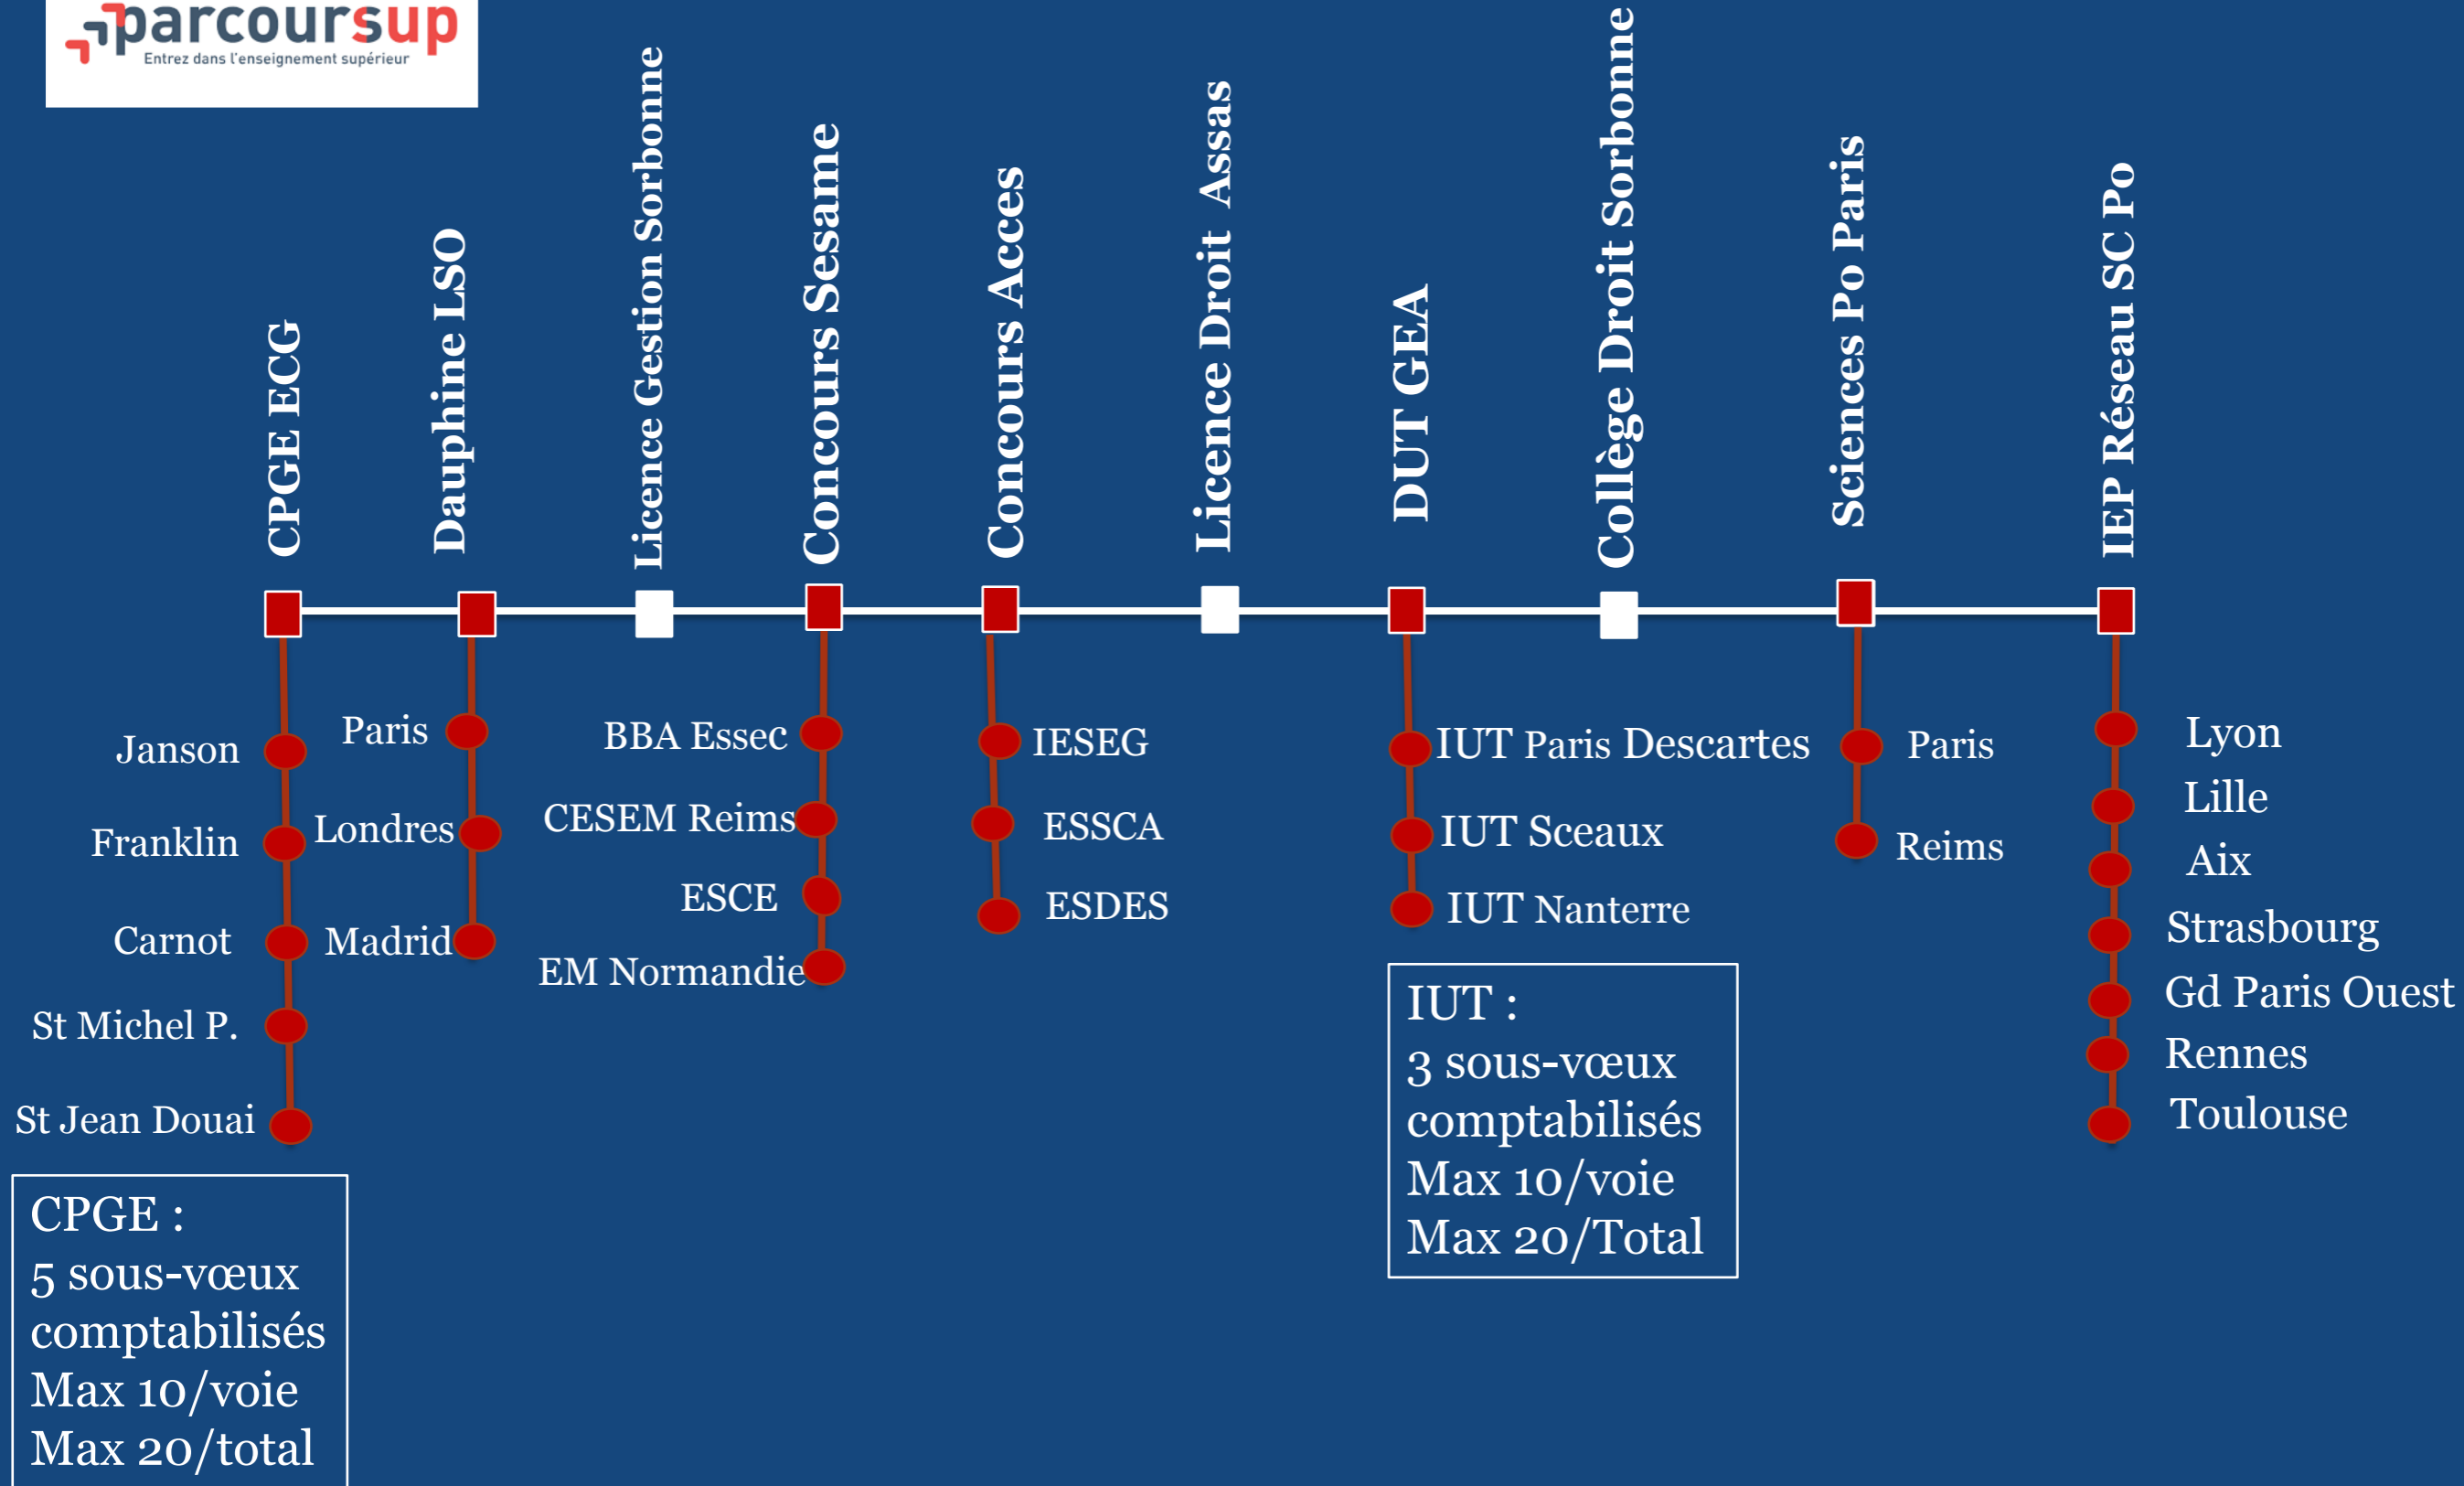 parcoursup
Entrez dans l'enseignement supérieur
CPGE ECG
Dauphine LSO
Licence Gestion Sorbonne
Concours Sesame
Concours Acces
Licence Droit Assas
DUT GEA
Collège Droit Sorbonne
Sciences Po Paris
IEP Réseau SC Po
Janson
Franklin
Carnot
St Michel P.
St Jean Douai
Paris
Londres
Madrid
BBA Essec
CESEM Reims
ESCE
EM Normandie
IESEG
ESSCA
ESDES
IUT Paris Descartes
IUT Sceaux
IUT Nanterre
Paris
Reims
Lyon
Lille
Aix
Strasbourg
Gd Paris Ouest
Rennes
Toulouse
IUT :
3 sous-vœux
comptabilisés
Max 10/voie
Max 20/Total
CPGE :
5 sous-vœux
comptabilisés
Max 10/voie
Max 20/total